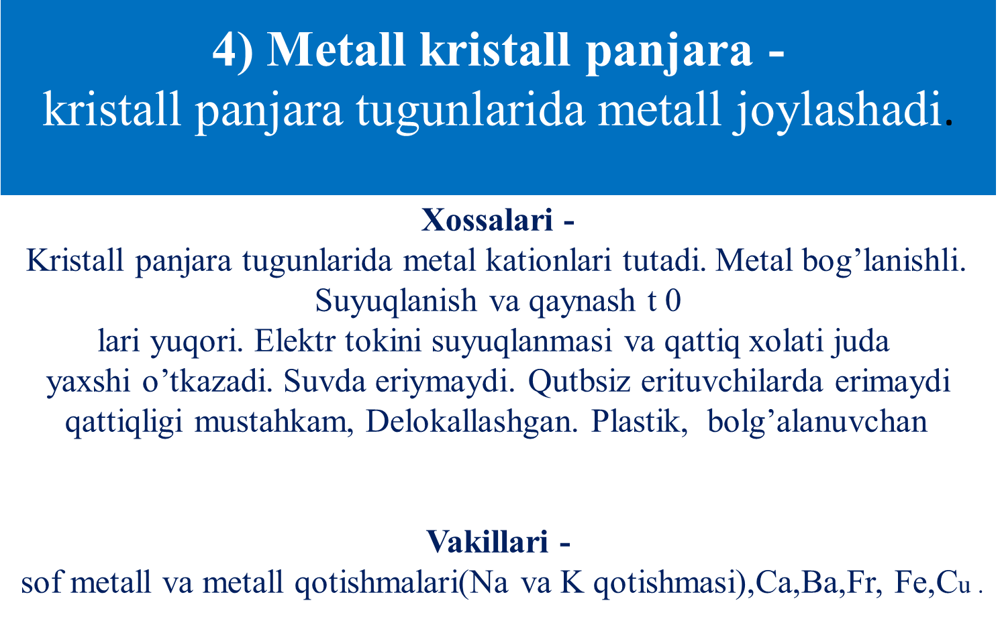 4) Metall kristall panjara -
kristall panjara tugunlarida metall joylashadi.
Xossalari -
Kristall panjara tugunlarida metal kationlari tutadi. Metal bog’lanishli.
Suyuqlanish va qaynash t 0
lari yuqori. Elektr tokini suyuqlanmasi va qattiq xolati juda
yaxshi o’tkazadi. Suvda eriymaydi. Qutbsiz erituvchilarda erimaydi
qattiqligi mustahkam, Delokallashgan. Plastik, bolg’alanuvchan
Vakillari -
sof metall va metall qotishmalari(Na va K qotishmasi),Ca,Ba,Fr, Fe,Cu .